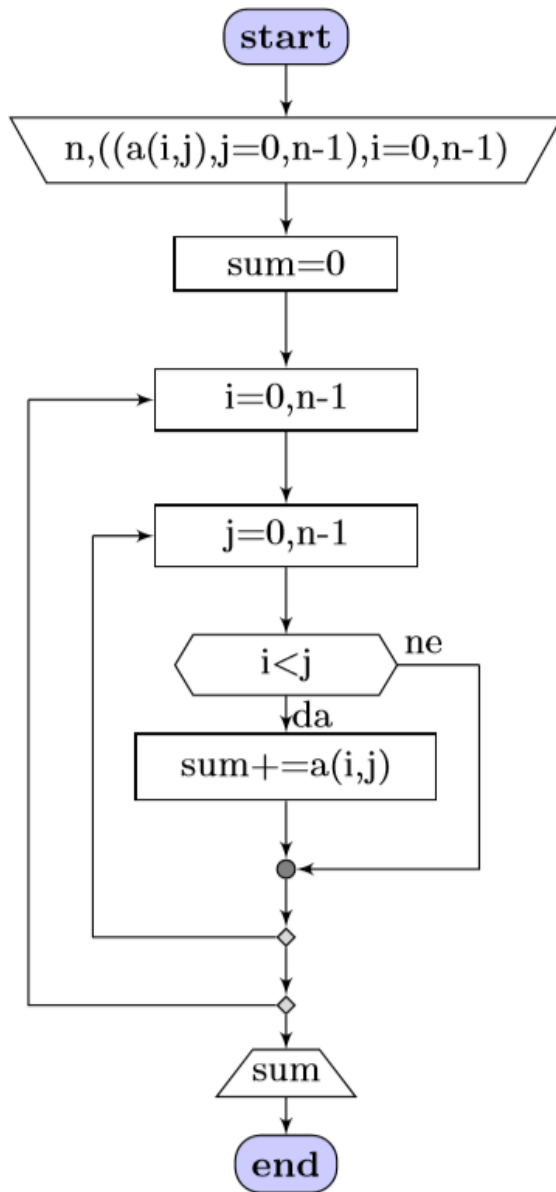 start
n,((a(i,j),j=0,n-1),i=0,n-1)
sum=0
i=0,n-1
j=0,n-1
i<j
ne
da
sum+=a(i,j)
sum
end